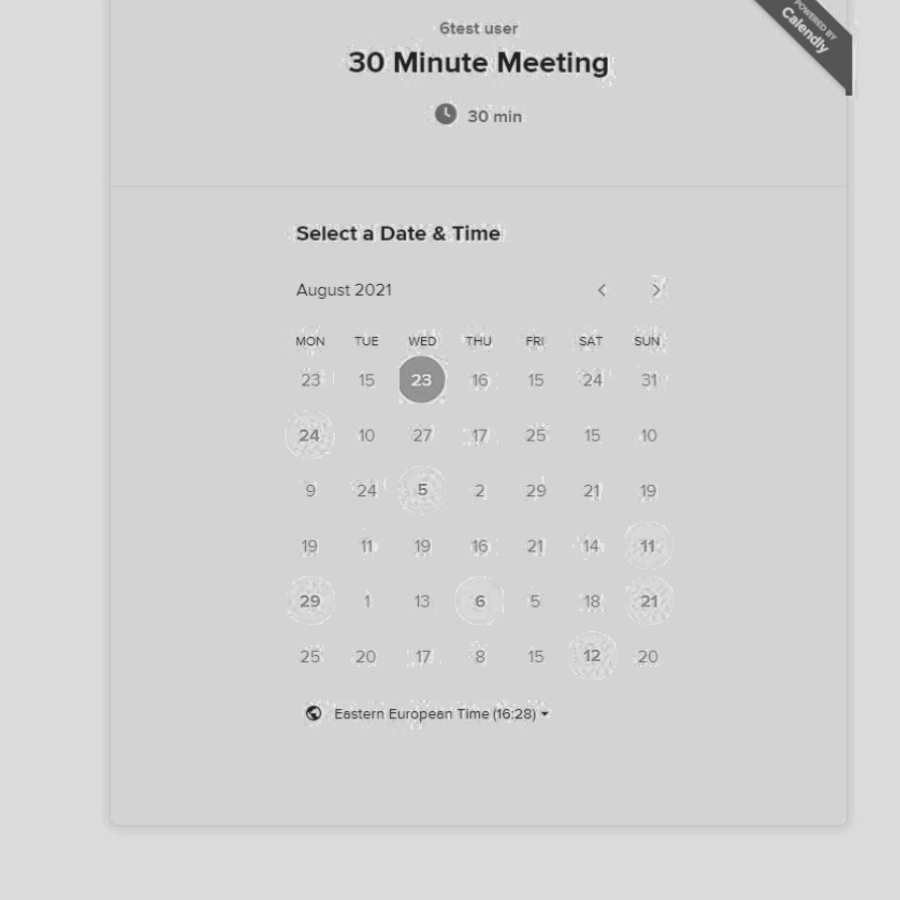 POWERED BY
Calendly
6test user
30 Minute Meeting
30 min
Select a Date & Time
August 2021
MON TUE WED THU FRI SAT SUN
23 15 23 16 15 24 31
24 10 27 17 25 15 10
9 24 5 2 29 21 19
19 11 19 16 21 14 11
29 1 13 6 5 18 21
25 20 17 8 15 12 20
Eastern European Time (16:28)